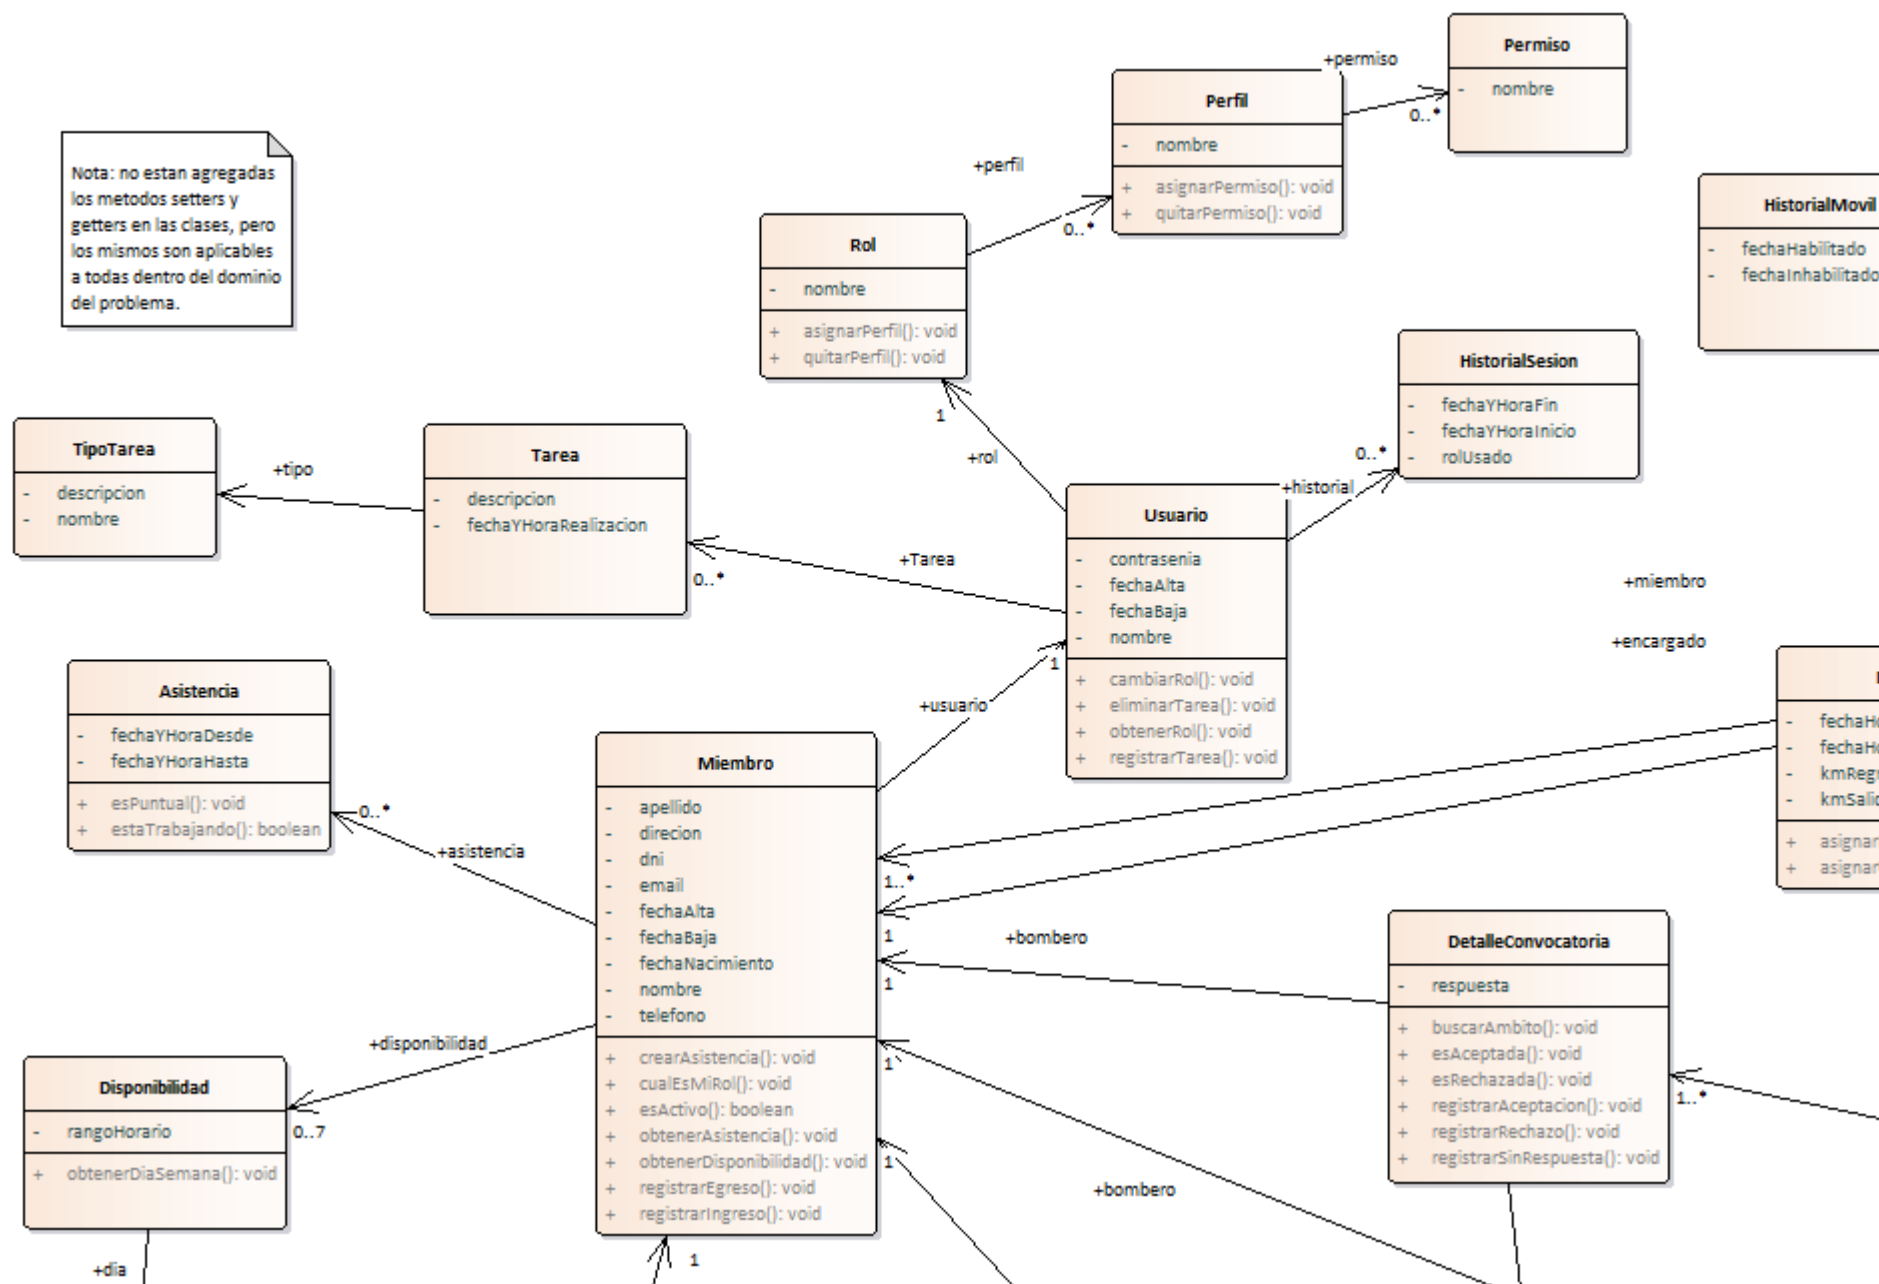 Permiso
- nombre
+permiso
0..*
Perfil
- nombre
+ asignarPermiso(): void
+ quitarPermiso(): void
Nota: no estan agregadas
los metodos setters y
getters en las clases, pero
los mismos son aplicables
a todas dentro del dominio
del problema.
+perfil
0..*
Rol
- nombre
+ asignarPerfil(): void
+ quitarPerfil(): void
HistorialMovil
- fechaHabilitado
- fechaInhabilitado
HistorialSesion
- fechaYHoraFin
- fechaYHoraInicio
- rolUsado
1
+rol
0..*
+historial
TipoTarea
- descripcion
- nombre
+tipo
Tarea
- descripcion
- fechaYHoraRealizacion
+Tarea
0..*
Usuario
- contrasenia
- fechaAlta
- fechaBaja
- nombre
+ cambiarRol(): void
+ eliminarTarea(): void
+ obtenerRol(): void
+ registrarTarea(): void
+miembro
+encargado
1
+usuario
Asistencia
- fechaYHoraDesde
- fechaYHoraHasta
+ esPuntual(): void
+ estaTrabajando(): boolean
0..*
+asistencia
Miembro
- apellido
- direcion
- dni
- email
- fechaAlta
- fechaBaja
- fechaNacimiento
- nombre
- telefono
+ crearAsistencia(): void
+ cualEsMiRol(): void
+ esActivo(): boolean
+ obtenerAsistencia(): void
+ obtenerDisponibilidad(): void
+ registrarEgreso(): void
+ registrarIngreso(): void
- fechaHo
- fechaHo
- kmRegr
- kmSalid
+ asignar
+ asignar
1..*
1
+bombero
1
1
1
+bombero
1
DetalleConvocatoria
- respuesta
+ buscarAmbito(): void
+ esAceptada(): void
+ esRechazada(): void
+ registrarAceptacion(): void
+ registrarRechazo(): void
+ registrarSinRespuesta(): void
1..*
+disponibilidad
0..7
Disponibilidad
- rangoHorario
+ obtenerDiaSemana(): void
+dia